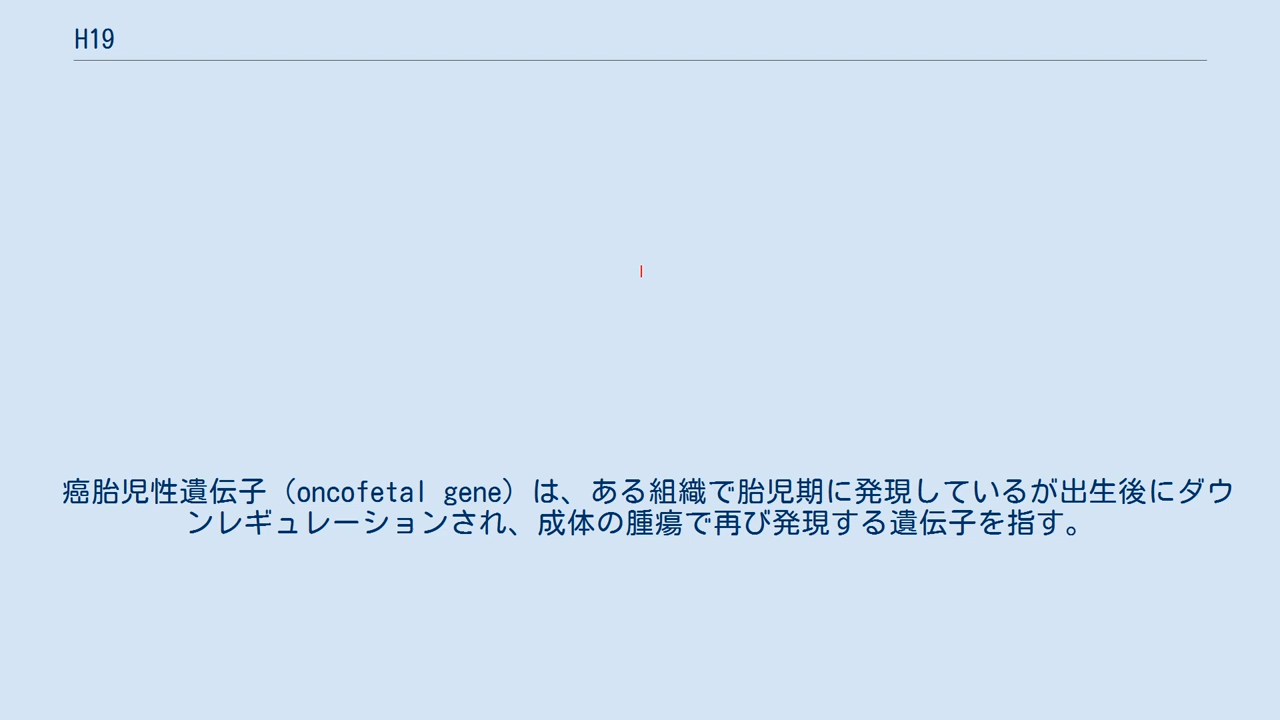 H19
癌胎児性遺伝子（oncofetal gene）は、ある組織で胎児期に発現しているが出生後にダウ
ンレギュレーションされ、成体の腫瘍で再び発現する遺伝子を指す。